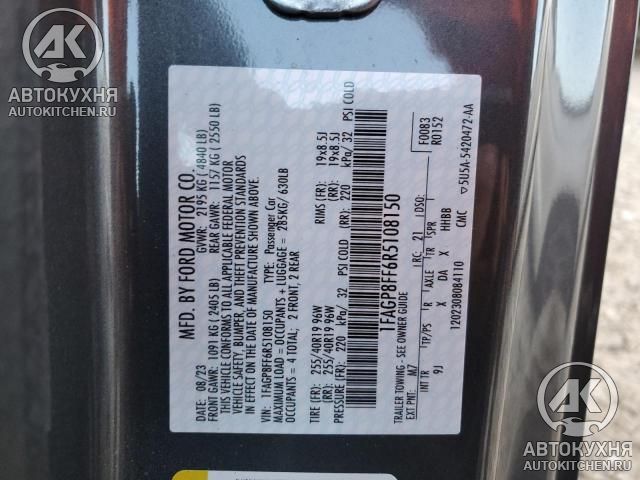 АВТОКУХНЯ
AUTOKITCHEN.RU
MFD. BY FORD MOTOR CO.
DATE: 08/23 GVWR: 2195 KG ( 4840 LB)
FRONT GAWR: 1091 KG ( 2405 LB) REAR GAWR: 1157 KG ( 2550 LB)
THIS VEHICLE CONFORMS TO ALL APPLICABLE FEDERAL MOTOR
VEHICLE SAFETY, BUMPER, AND THEFT PREVENTION STANDARDS
IN EFFECT ON THE DATE OF MANUFACTURE SHOWN ABOVE.
VIN: 1FAGP8FF6R5108150 TYPE: Passenger Car
MAXIMUM LOAD = OCCUPANTS + LUGGAGE = 285KG/ 630LB
OCCUPANTS = 4 TOTAL; 2 FRONT, 2 REAR
TIRE (FR): 255/40R19 96W RIMS (FR): 19x8.5J
(RR): 255/40R19 96W (RR): 19x8.5J
PRESSURE (FR): 220 kPa/ 32 PSI COLD (RR): 220 kPa/ 32 PSI COLD
1FAGP8FF6R5108150
TRAILER TOWING - SEE OWNER GUIDE
F0083
R0152
EXT PNT: M7 RC: 21 DSO:
INT TR TP/PS R AXLE TR SPR
9J X DA X HHBB
12023080841 10 CMC
5U5A-5420472-AA
АВТОКУХНЯ
AUTOKITCHEN.RU